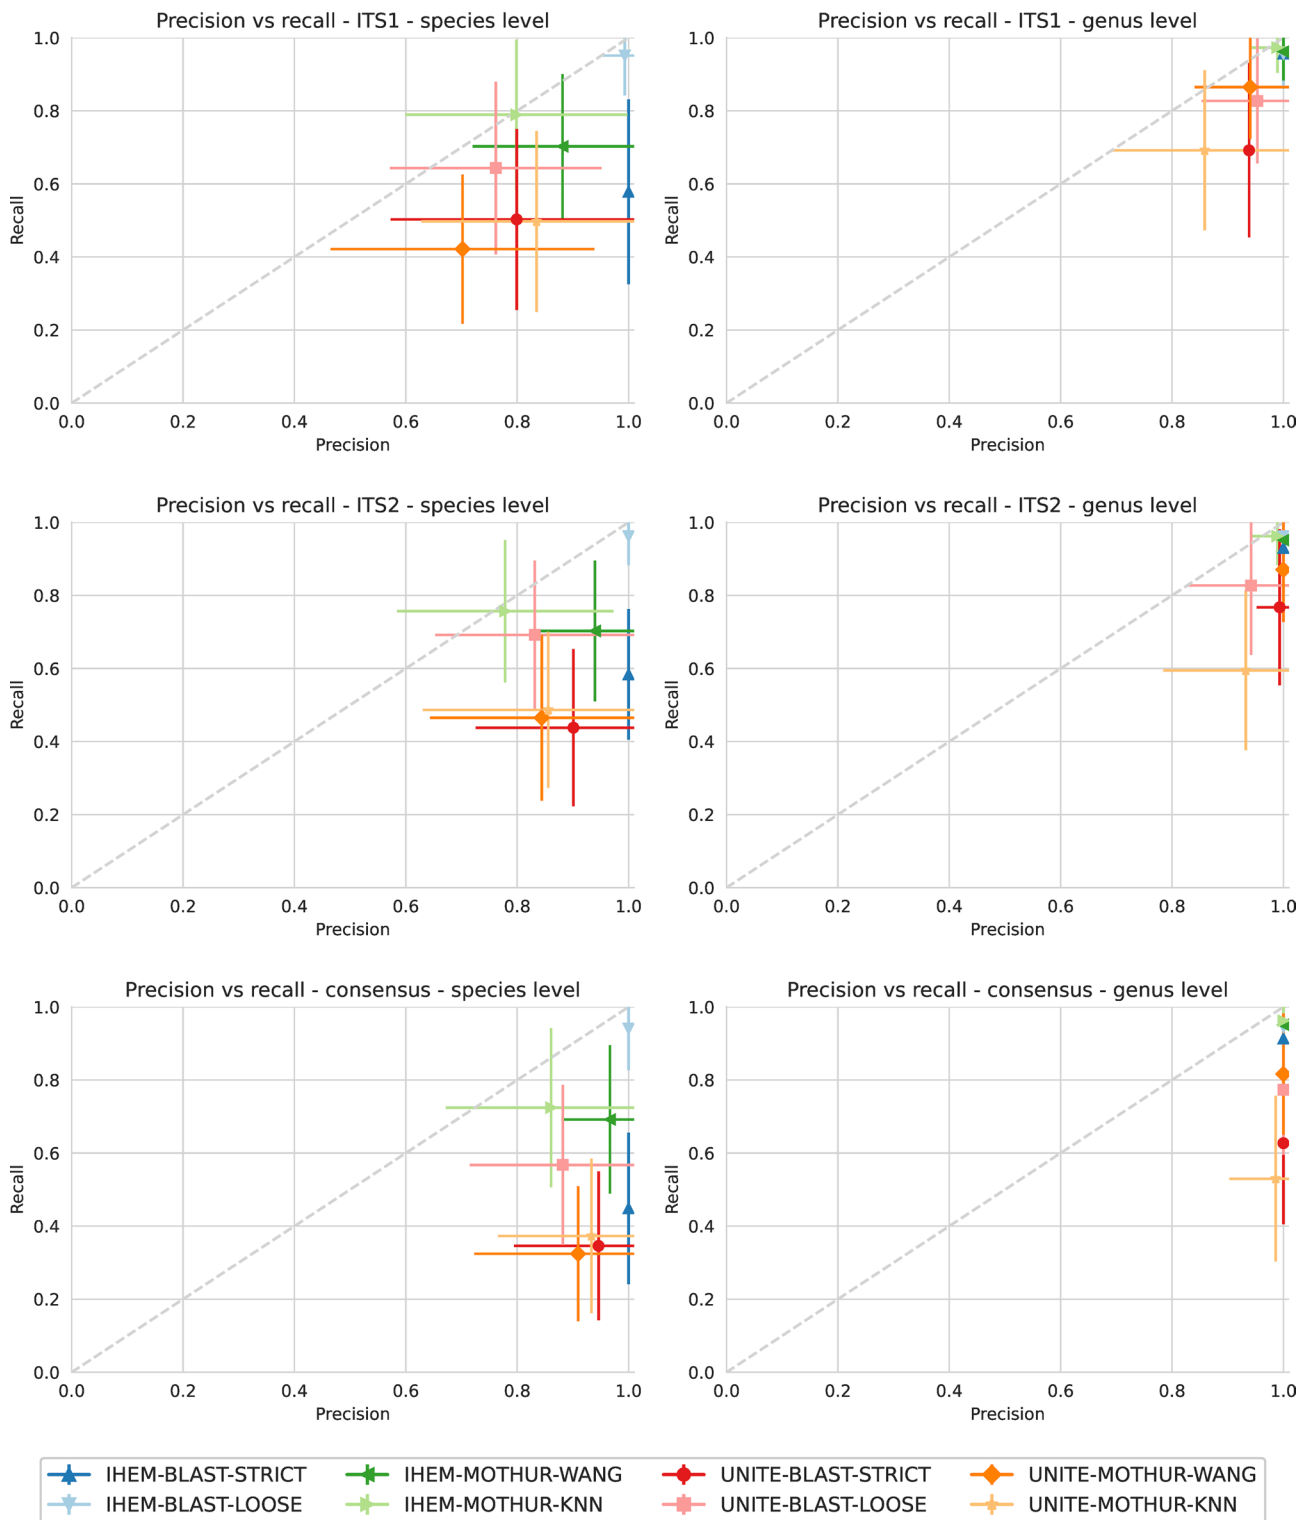 Precision vs recall - ITS1 - species level
1.0
0.8
0.6
0.4
0.2
0.0
Recall
0.0 0.2 0.4 0.6 0.8 1.0
Precision
Precision vs recall - ITS1 - genus level
1.0
0.8
0.6
0.4
0.2
0.0
Recall
0.0 0.2 0.4 0.6 0.8 1.0
Precision
Precision vs recall - ITS2 - species level
1.0
0.8
0.6
0.4
0.2
0.0
Recall
0.0 0.2 0.4 0.6 0.8 1.0
Precision
Precision vs recall - ITS2 - genus level
1.0
0.8
0.6
0.4
0.2
0.0
Recall
0.0 0.2 0.4 0.6 0.8 1.0
Precision
Precision vs recall - consensus - species level
1.0
0.8
0.6
0.4
0.2
0.0
Recall
0.0 0.2 0.4 0.6 0.8 1.0
Precision
Precision vs recall - consensus - genus level
1.0
0.8
0.6
0.4
0.2
0.0
Recall
0.0 0.2 0.4 0.6 0.8 1.0
Precision
IHEM-BLAST-STRICT IHEM-MOTHUR-WANG UNITE-BLAST-STRICT UNITE-MOTHUR-WANG
IHEM-BLAST-LOOSE IHEM-MOTHUR-KNN UNITE-BLAST-LOOSE UNITE-MOTHUR-KNN